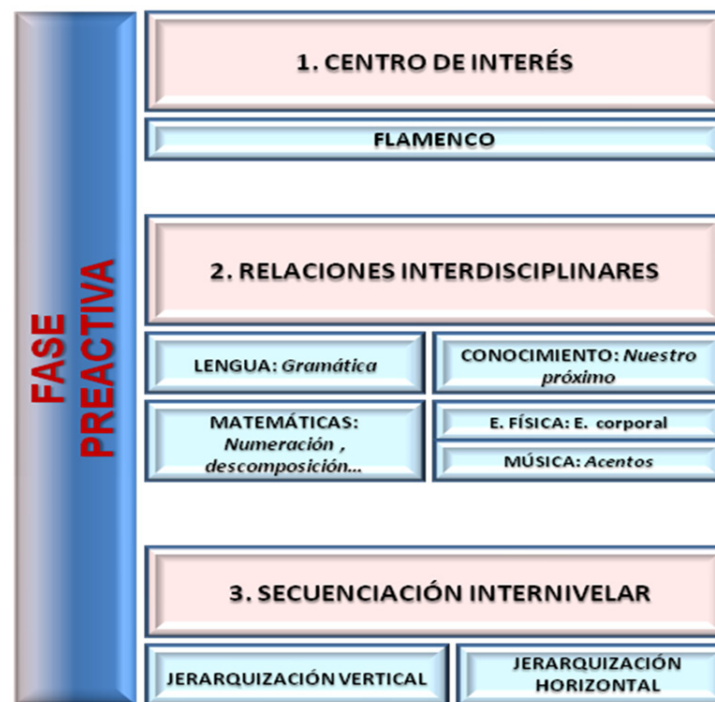 FASE
PREACTIVA
1. CENTRO DE INTERÉS
FLAMENCO
2. RELACIONES INTERDISCIPLINARES
LENGUA: Gramática
CONOCIMIENTO: Nuestro
próximo
MATEMÁTICAS:
Numeración ,
descomposición...
E. FÍSICA: E. corporal
MÚSICA: Acentos
3. SECUENCIACIÓN INTERNIVELAR
JERARQUIZACIÓN VERTICAL
JERARQUIZACIÓN
HORIZONTAL